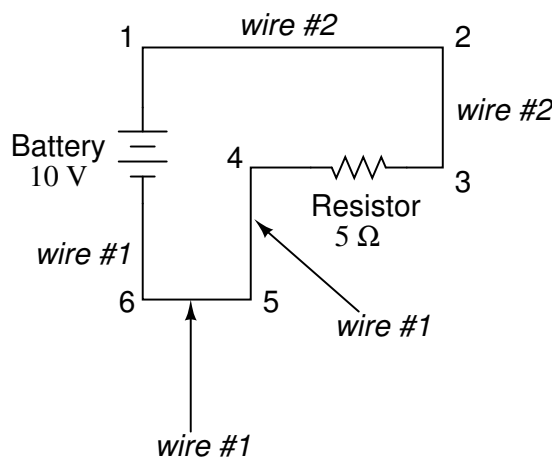 1
wire #2
2
wire #2
Battery
10 V
4
3
Resistor
5 Ω
wire #1
6
5
wire #1
wire #1